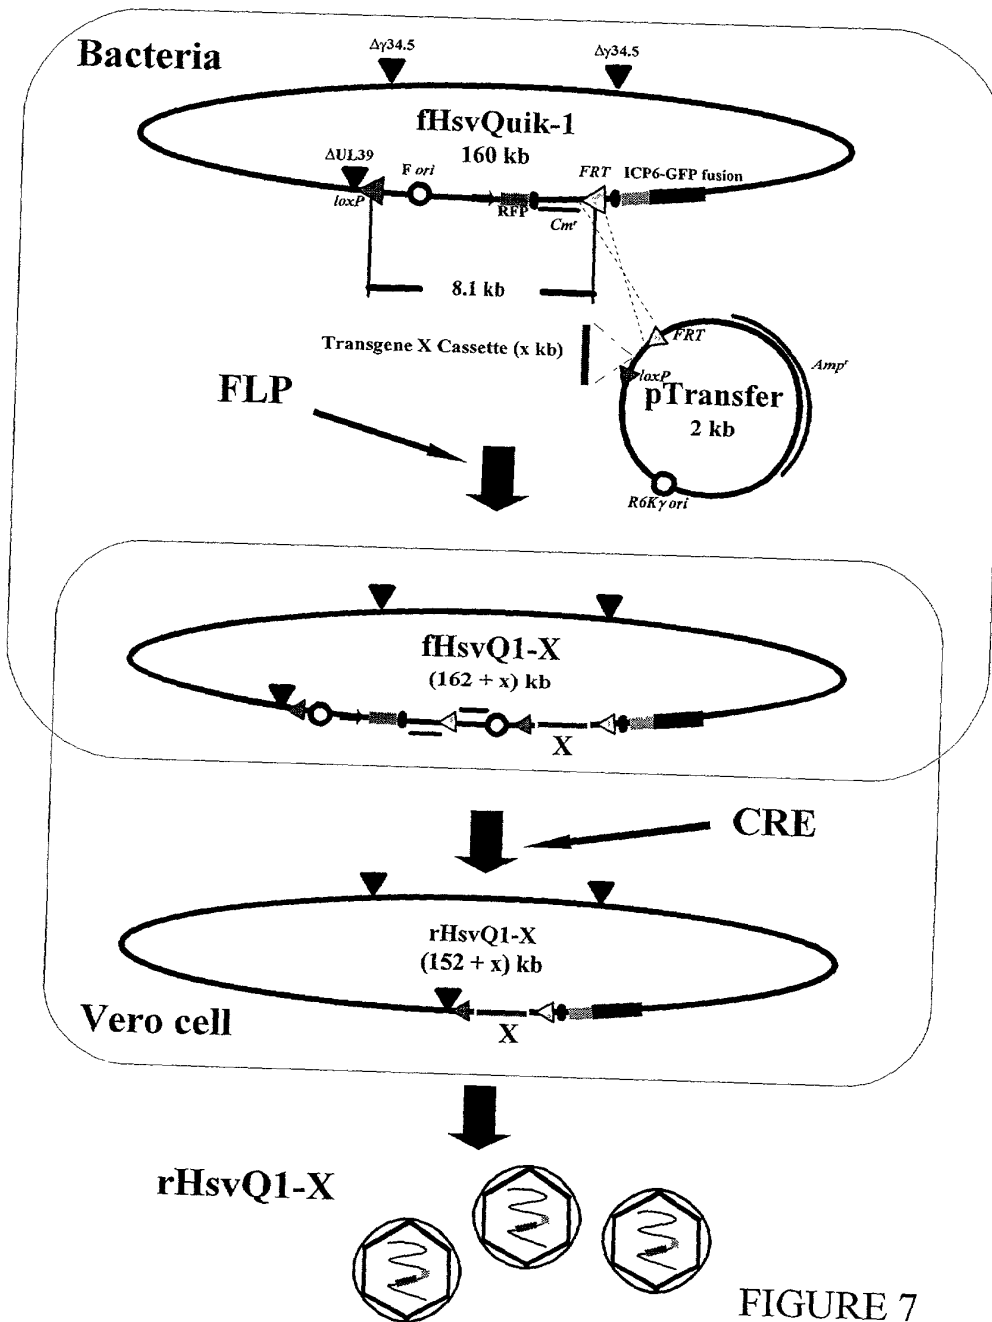 Δγ34.5
Δγ34.5
Bacteria
fHsvQuik-1
160 kb
ΔUL39
F ori
FRT
ICP6-GFP fusion
loxP
RFP
Cmʳ
8.1 kb
Transgene X Cassette (x kb)
FRT
Ampʳ
loxP
pTransfer
2 kb
FLP
R6Kγ ori
fHsvQ1-X
(162 + x) kb
X
CRE
rHsvQ1-X
(152 + x) kb
Vero cell
X
rHsvQ1-X
FIGURE 7